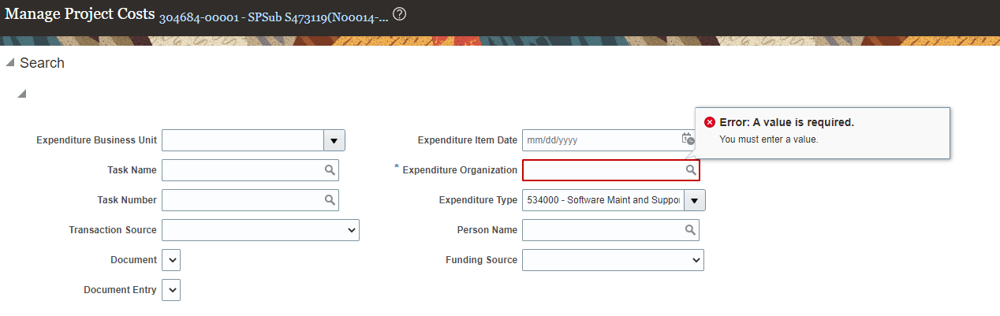 Manage Project Costs 304684-00001 - SPSub S473119(N00014-...
Search
Error: A value is required.
You must enter a value.
Expenditure Business Unit
Expenditure Item Date mm/dd/yyyy
Task Name
* Expenditure Organization
Task Number
Expenditure Type 534000 - Software Maint and Suppor
Transaction Source
Person Name
Document
Funding Source
Document Entry